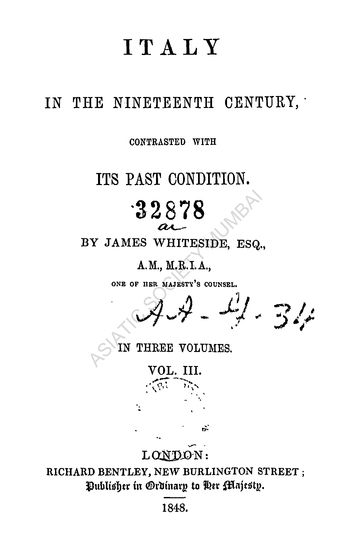 ITALY
IN THE NINETEENTH CENTURY,
CONTRASTED WITH
ITS PAST CONDITION.
32878
BY JAMES WHITESIDE, ESQ.,
A.M., M.R.I.A.,
ONE OF HER MAJESTY'S COUNSEL.
AA-G-34
IN THREE VOLUMES.
VOL. III.
LONDON:
RICHARD BENTLEY, NEW BURLINGTON STREET;
Publisher in Ordinary to Her Majesty.
1848.
ASIATIC SOCIETY MUMBAI